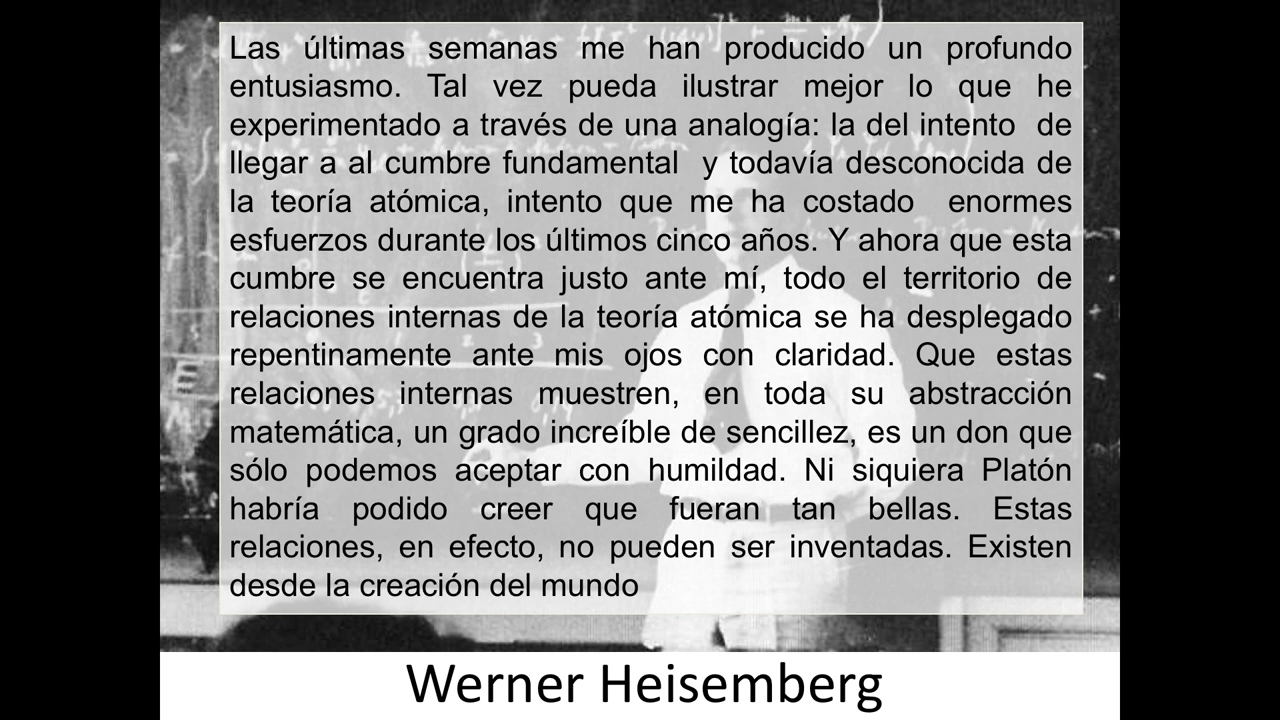 Las últimas semanas me han producido un profundo
entusiasmo. Tal vez pueda ilustrar mejor lo que he
experimentado a través de una analogía: la del intento de
llegar a al cumbre fundamental y todavía desconocida de
la teoría atómica, intento que me ha costado enormes
esfuerzos durante los últimos cinco años. Y ahora que esta
cumbre se encuentra justo ante mí, todo el territorio de
relaciones internas de la teoría atómica se ha desplegado
repentinamente ante mis ojos con claridad. Que estas
relaciones internas muestren, en toda su abstracción
matemática, un grado increíble de sencillez, es un don que
sólo podemos aceptar con humildad. Ni siquiera Platón
habría podido creer que fueran tan bellas. Estas
relaciones, en efecto, no pueden ser inventadas. Existen
desde la creación del mundo
Werner Heisemberg